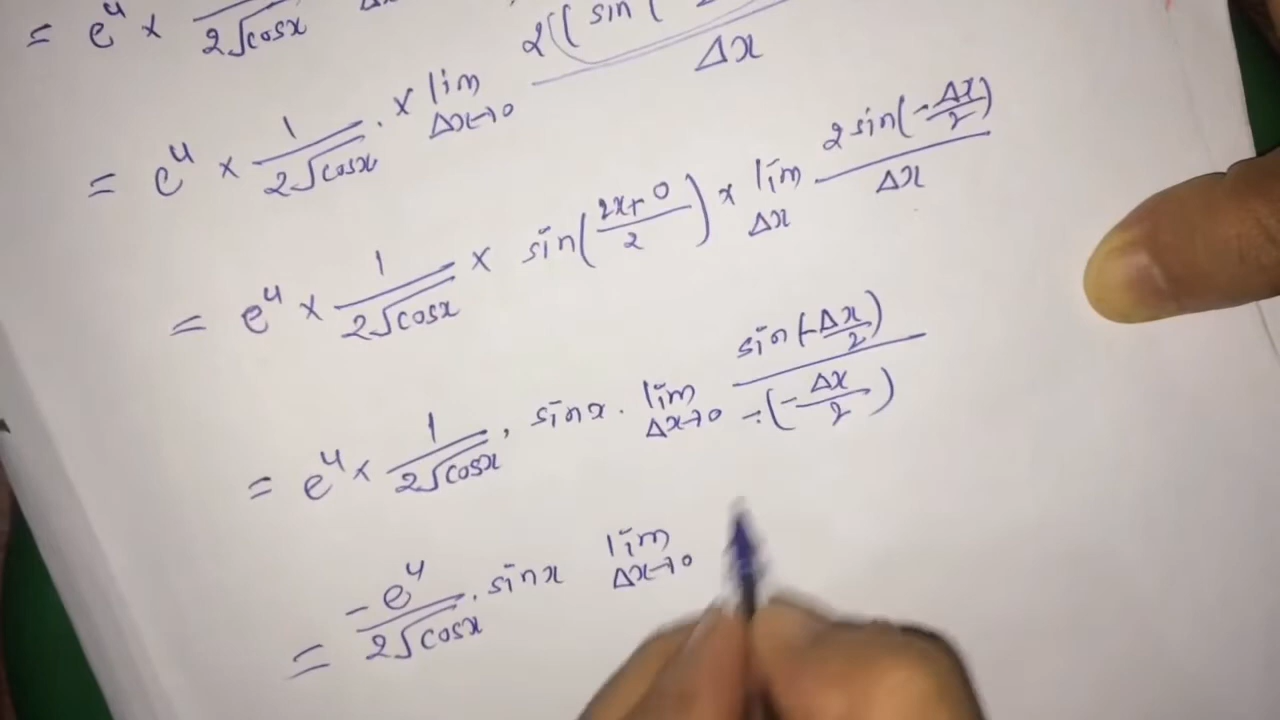 = e^u × 1/2√cosx
= e^u × 1/2√cosx . × lim Δx→0 2(( sin ( / Δx
= e^u × 1/2√cosx × sin(2x+0/2) × lim Δx 2 sin(-Δx/2)/Δx
= e^u × 1/2√cosx . sinx . lim Δx→0 sin(-Δx/2)/-(-Δx/2)
= -e^u/2√cosx . sinx lim Δx→0